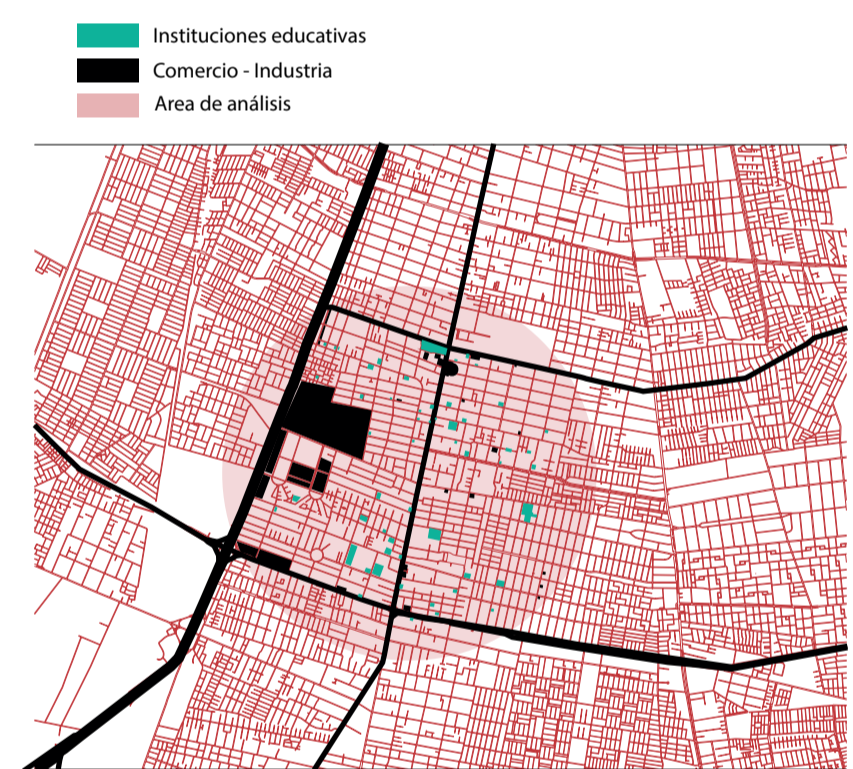 Instituciones educativas
Comercio - Industria
Area de análisis